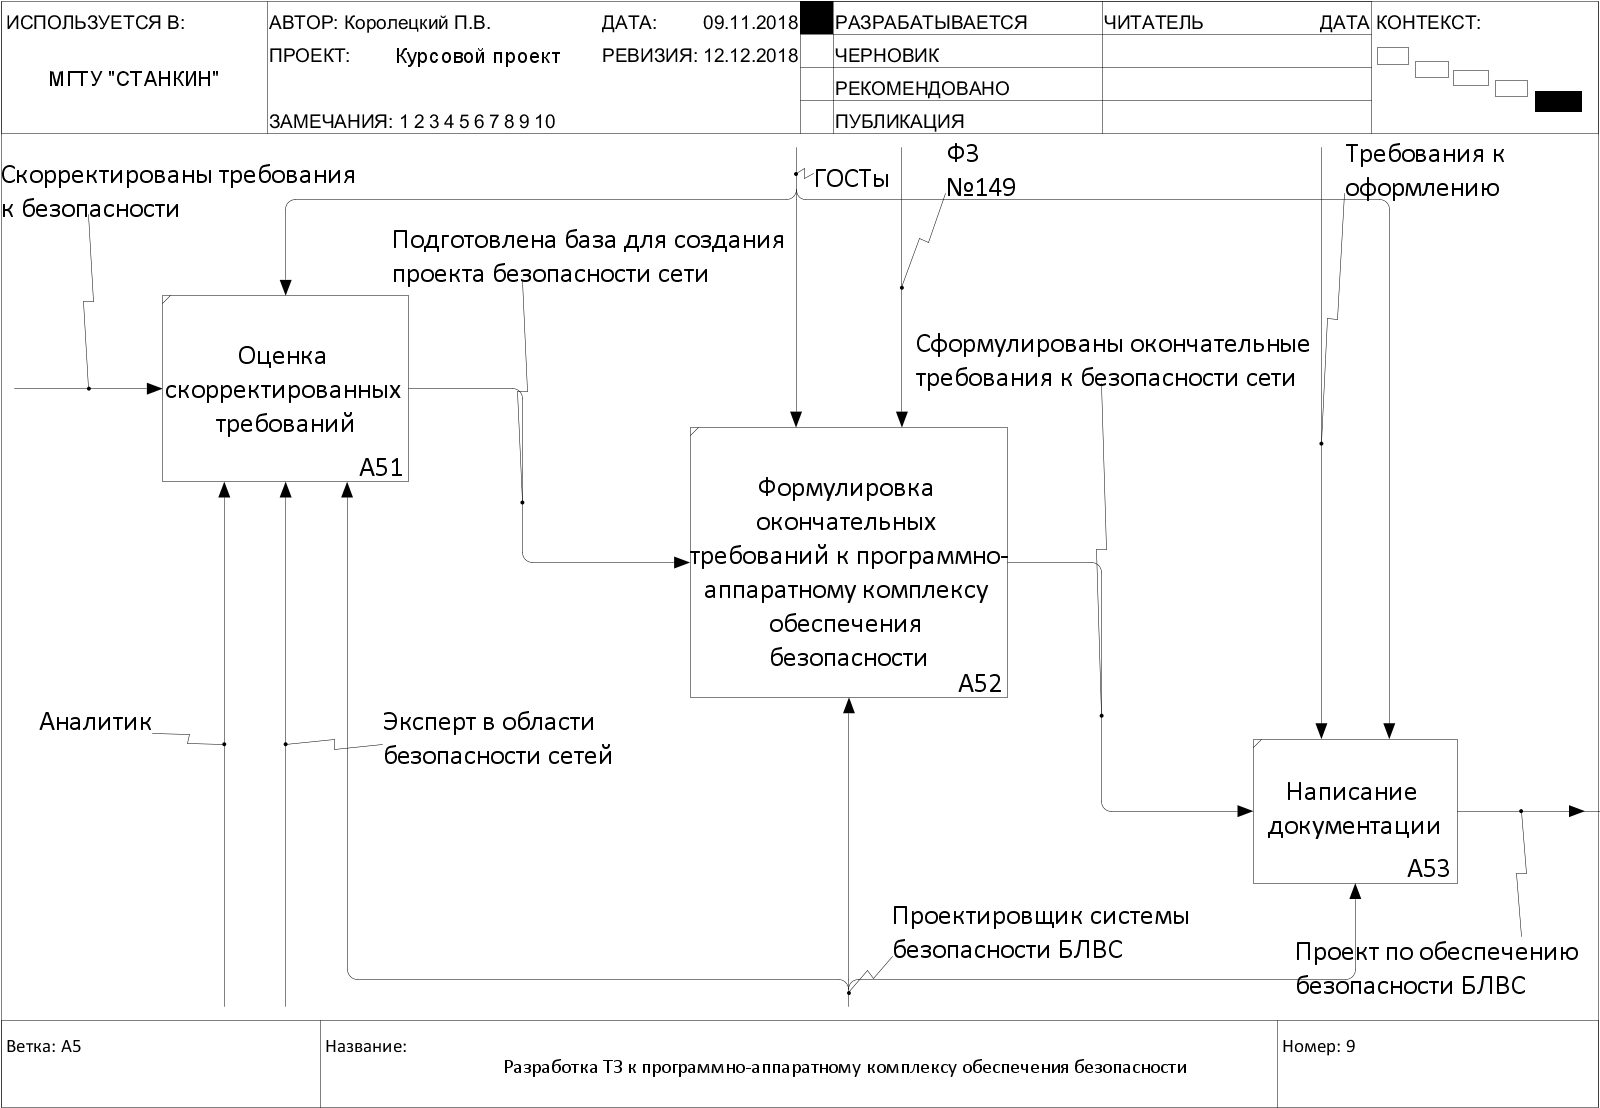 ИСПОЛЬЗУЕТСЯ В:
МГТУ "СТАНКИН"
АВТОР: Королецкий П.В.
ДАТА: 09.11.2018
ПРОЕКТ: Курсовой проект
РЕВИЗИЯ: 12.12.2018
ЗАМЕЧАНИЯ: 1 2 3 4 5 6 7 8 9 10
РАЗРАБАТЫВАЕТСЯ
ЧЕРНОВИК
РЕКОМЕНДОВАНО
ПУБЛИКАЦИЯ
ЧИТАТЕЛЬ
ДАТА
КОНТЕКСТ:
Скорректированы требования
к безопасности
ГОСТы
ФЗ
№149
Требования к
оформлению
Подготовлена база для создания
проекта безопасности сети
Оценка
скорректированных
требований
А51
Сформулированы окончательные
требования к безопасности сети
Формулировка
окончательных
требований к программно-
аппаратному комплексу
обеспечения
безопасности
А52
Аналитик
Эксперт в области
безопасности сетей
Написание
документации
А53
Проектировщик системы
безопасности БЛВС
Проект по обеспечению
безопасности БЛВС
Ветка: А5
Название:
Разработка ТЗ к программно-аппаратному комплексу обеспечения безопасности
Номер: 9